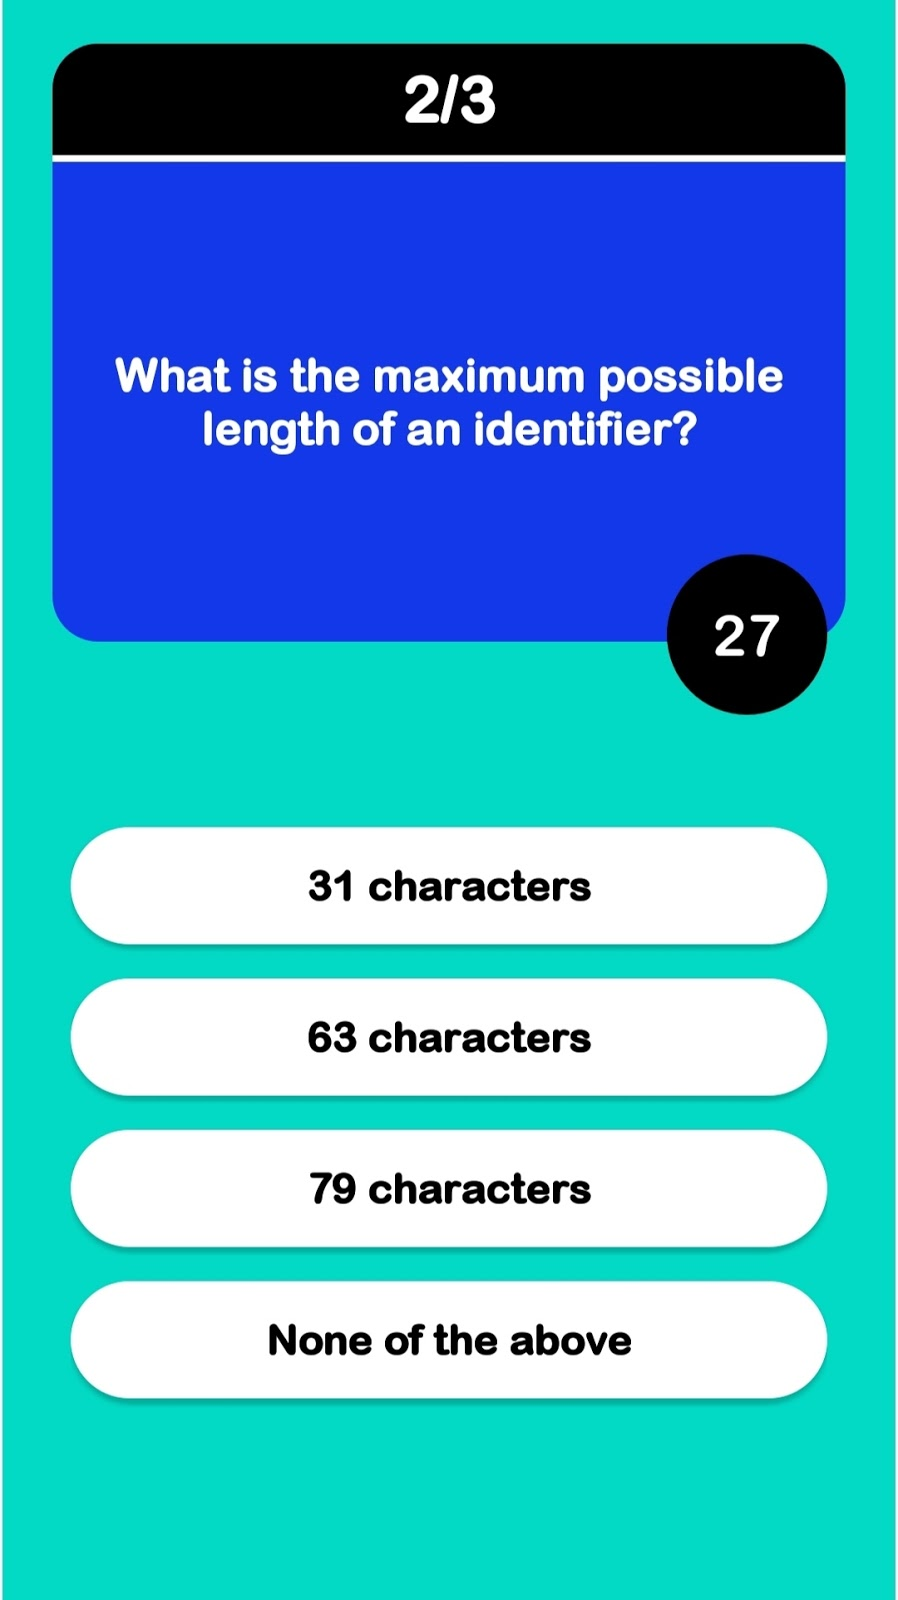 2/3
What is the maximum possible
length of an identifier?
27
31 characters
63 characters
79 characters
None of the above